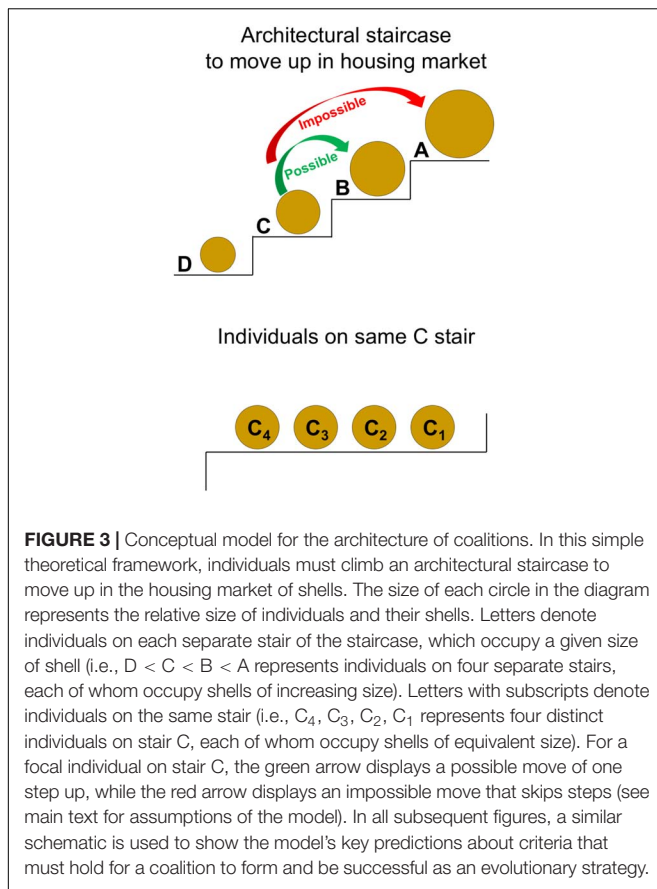 Architectural staircase
to move up in housing market
Impossible
Possible
A
B
C
D
Individuals on same C stair
C₄ C₃ C₂ C₁
FIGURE 3 | Conceptual model for the architecture of coalitions. In this simple
theoretical framework, individuals must climb an architectural staircase to
move up in the housing market of shells. The size of each circle in the diagram
represents the relative size of individuals and their shells. Letters denote
individuals on each separate stair of the staircase, which occupy a given size
of shell (i.e., D < C < B < A represents individuals on four separate stairs,
each of whom occupy shells of increasing size). Letters with subscripts denote
individuals on the same stair (i.e., C₄, C₃, C₂, C₁ represents four distinct
individuals on stair C, each of whom occupy shells of equivalent size). For a
focal individual on stair C, the green arrow displays a possible move of one
step up, while the red arrow displays an impossible move that skips steps (see
main text for assumptions of the model). In all subsequent figures, a similar
schematic is used to show the model's key predictions about criteria that
must hold for a coalition to form and be successful as an evolutionary strategy.